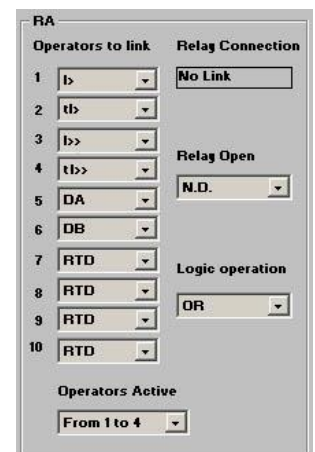 RA
Operators to link
1 I>
2 tI>
3 I>>
4 tI>>
5 DA
6 DB
7 RTD
8 RTD
9 RTD
10 RTD
Operators Active
From 1 to 4
Relay Connection
No Link
Relay Open
N.D.
Logic operation
OR